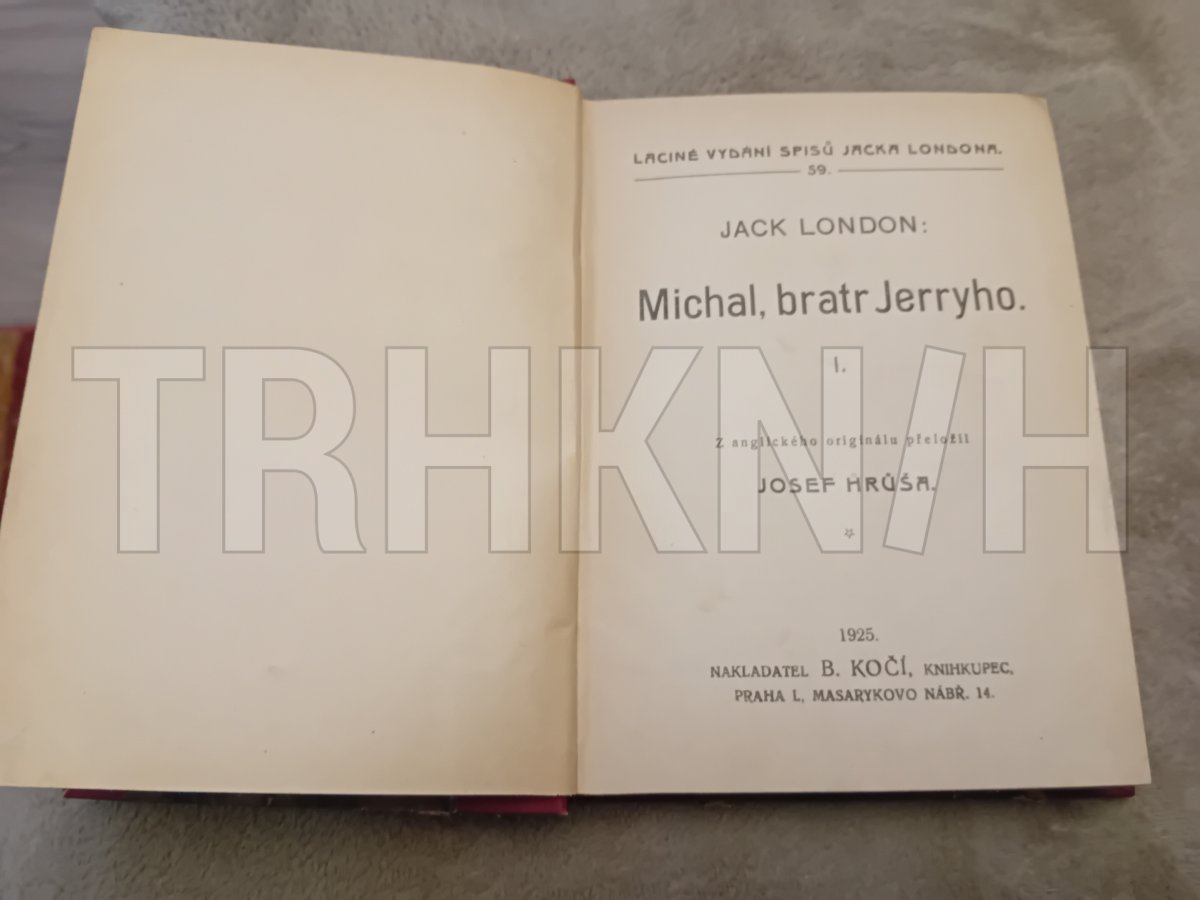 LACINÉ VYDÁNÍ SPISŮ JACKA LONDONA.
59.
JACK LONDON:
Michal, bratr Jerryho.
I.
Z anglického originálu přeložil
JOSEF HRŮŠA.
1925.
NAKLADATEL B. KOČÍ, KNIHKUPEC,
PRAHA I., MASARYKOVO NÁBŘ. 14.
TRHKNIH